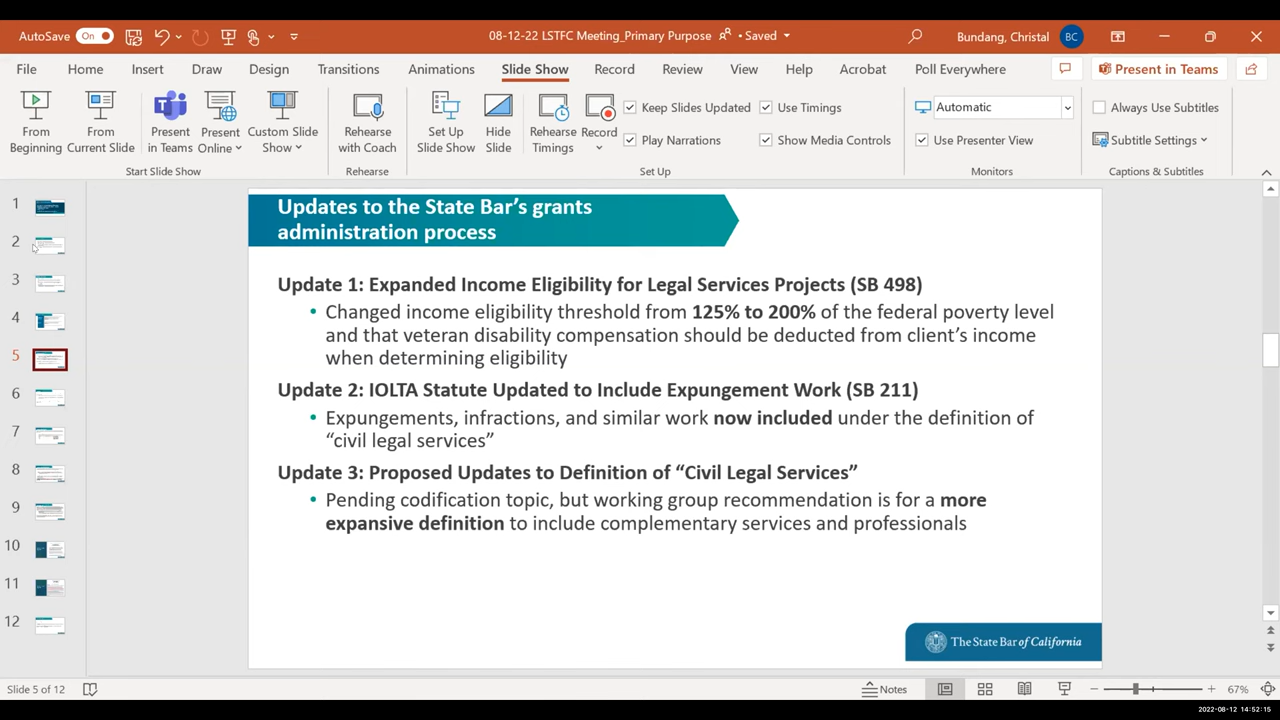 AutoSave On 08-12-22 LSTFC Meeting_Primary Purpose • Saved Bundang, Christal BC
File Home Insert Draw Design Transitions Animations Slide Show Record Review View Help Acrobat Poll Everywhere Present in Teams
From Beginning
From Current Slide
Present in Teams
Present Online
Custom Slide Show
Start Slide Show
Rehearse with Coach
Rehearse
Set Up Slide Show
Hide Slide
Rehearse Timings
Record
Keep Slides Updated
Use Timings
Play Narrations
Show Media Controls
Set Up
Automatic
Use Presenter View
Monitors
Always Use Subtitles
Subtitle Settings
Captions & Subtitles
1
2
3
4
5
6
7
8
9
10
11
12
Updates to the State Bar’s grants
administration process
Update 1: Expanded Income Eligibility for Legal Services Projects (SB 498)
• Changed income eligibility threshold from 125% to 200% of the federal poverty level
and that veteran disability compensation should be deducted from client’s income
when determining eligibility
Update 2: IOLTA Statute Updated to Include Expungement Work (SB 211)
• Expungements, infractions, and similar work now included under the definition of
“civil legal services”
Update 3: Proposed Updates to Definition of “Civil Legal Services”
• Pending codification topic, but working group recommendation is for a more
expansive definition to include complementary services and professionals
The State Bar of California
Slide 5 of 12 Notes 67%
2022-08-12 14:52:15